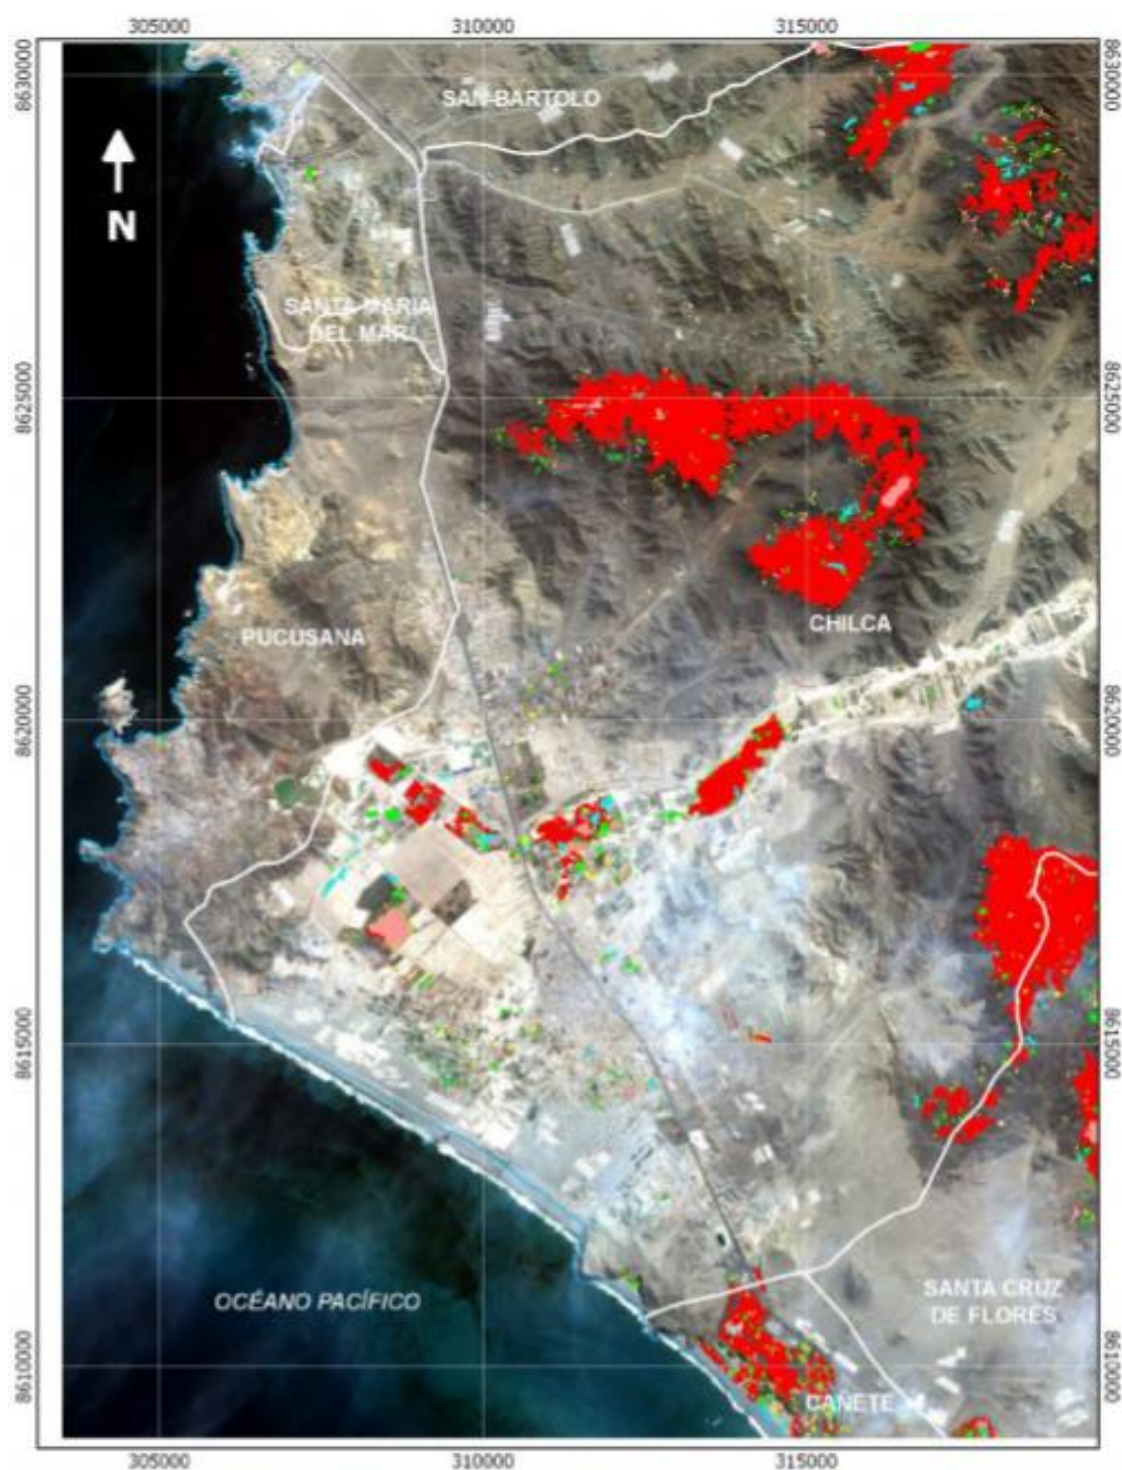 305000 310000 315000
8630000
8630000
SAN BARTOLO
N
SANTA MARIA
DEL MAR
8625000
8625000
CHILCA
PUCUSANA
8620000
8620000
8615000
8615000
SANTA CRUZ
DE FLORES
OCÉANO PACÍFICO
8610000
8610000
CAÑETE
305000 310000 315000